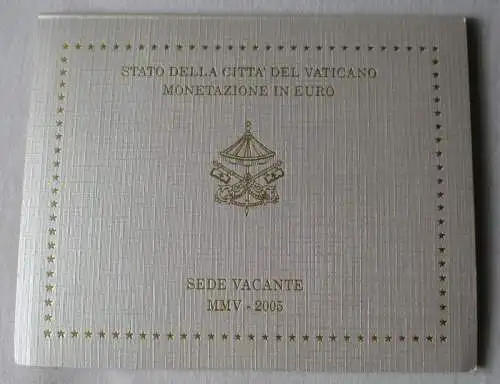 STATO DELLA CITTA' DEL VATICANO
MONETAZIONE IN EURO
SEDE VACANTE
MMV - 2005